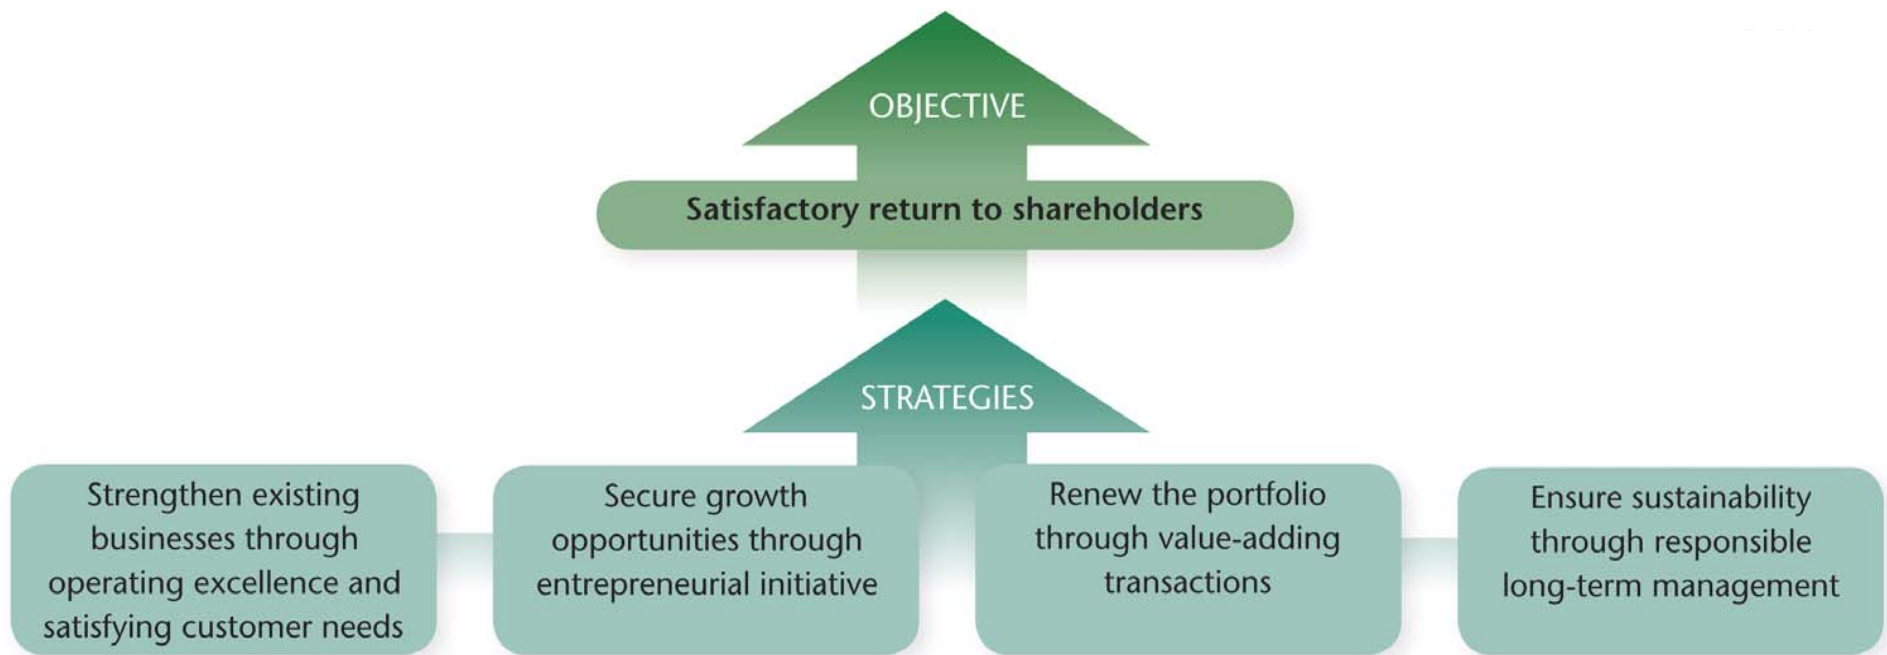 OBJECTIVE
Satisfactory return to shareholders
STRATEGIES
Strengthen existing
businesses through
operating excellence and
satisfying customer needs
Secure growth
opportunities through
entrepreneurial initiative
Renew the portfolio
through value-adding
transactions
Ensure sustainability
through responsible
long-term management